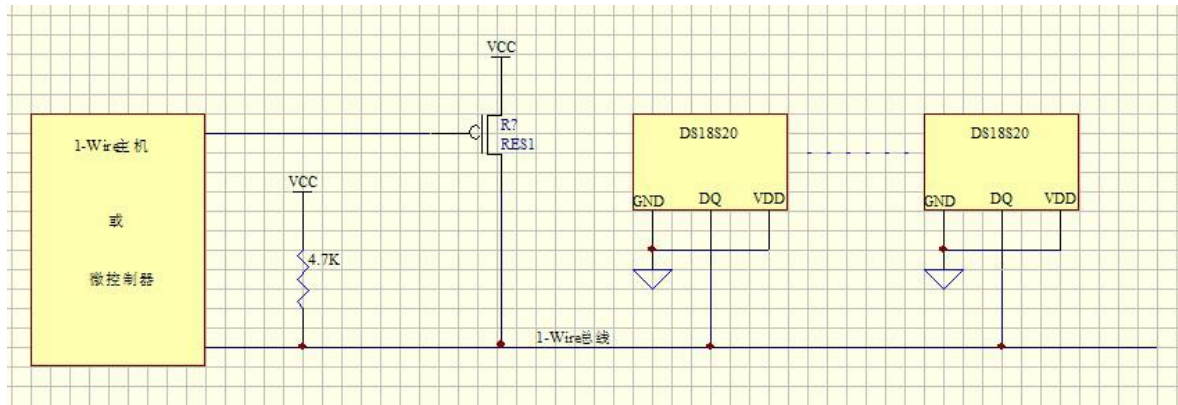 VCC
1-Wire主机
或
微控制器
R?
RES1
VCC
4.7K
DS18S20
GND DQ VDD
DS18S20
GND DQ VDD
1-Wire总线